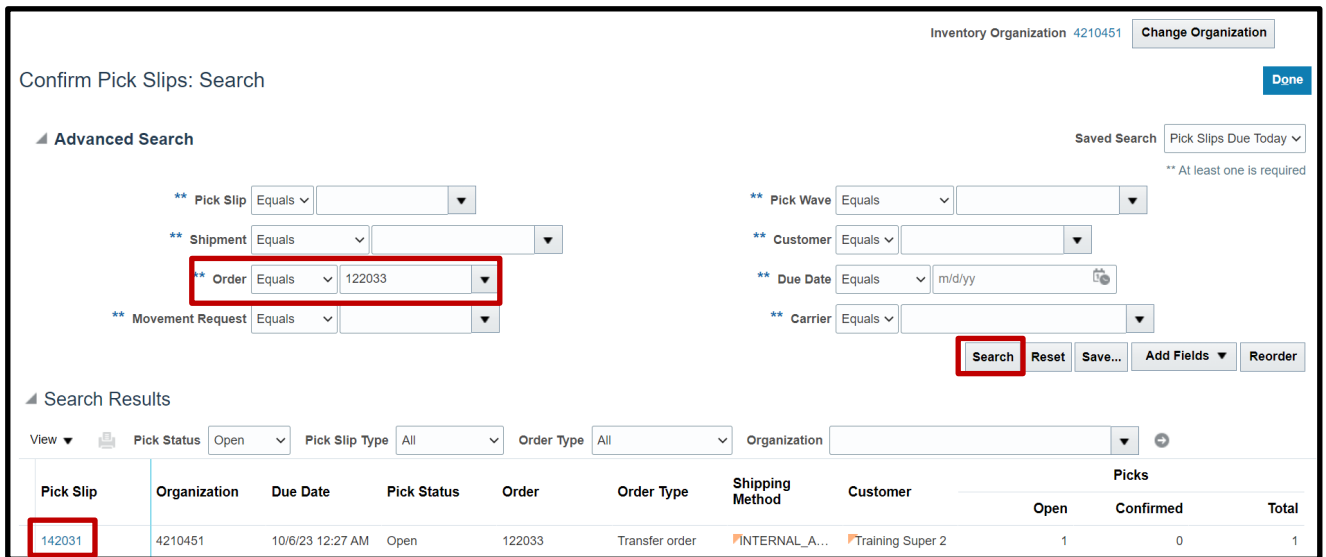 Inventory Organization 4210451 Change Organization
Confirm Pick Slips: Search
Done
Advanced Search
Saved Search Pick Slips Due Today
** At least one is required
** Pick Slip Equals
** Pick Wave Equals
** Shipment Equals
** Customer Equals
** Order Equals 122033
** Due Date Equals m/d/yy
** Movement Request Equals
** Carrier Equals
Search Reset Save... Add Fields Reorder
Search Results
View Pick Status Open Pick Slip Type All Order Type All Organization
Pick Slip Organization Due Date Pick Status Order Order Type Shipping Method Customer Picks
Open Confirmed Total
142031 4210451 10/6/23 12:27 AM Open 122033 Transfer order INTERNAL_A... Training Super 2 1 0 1